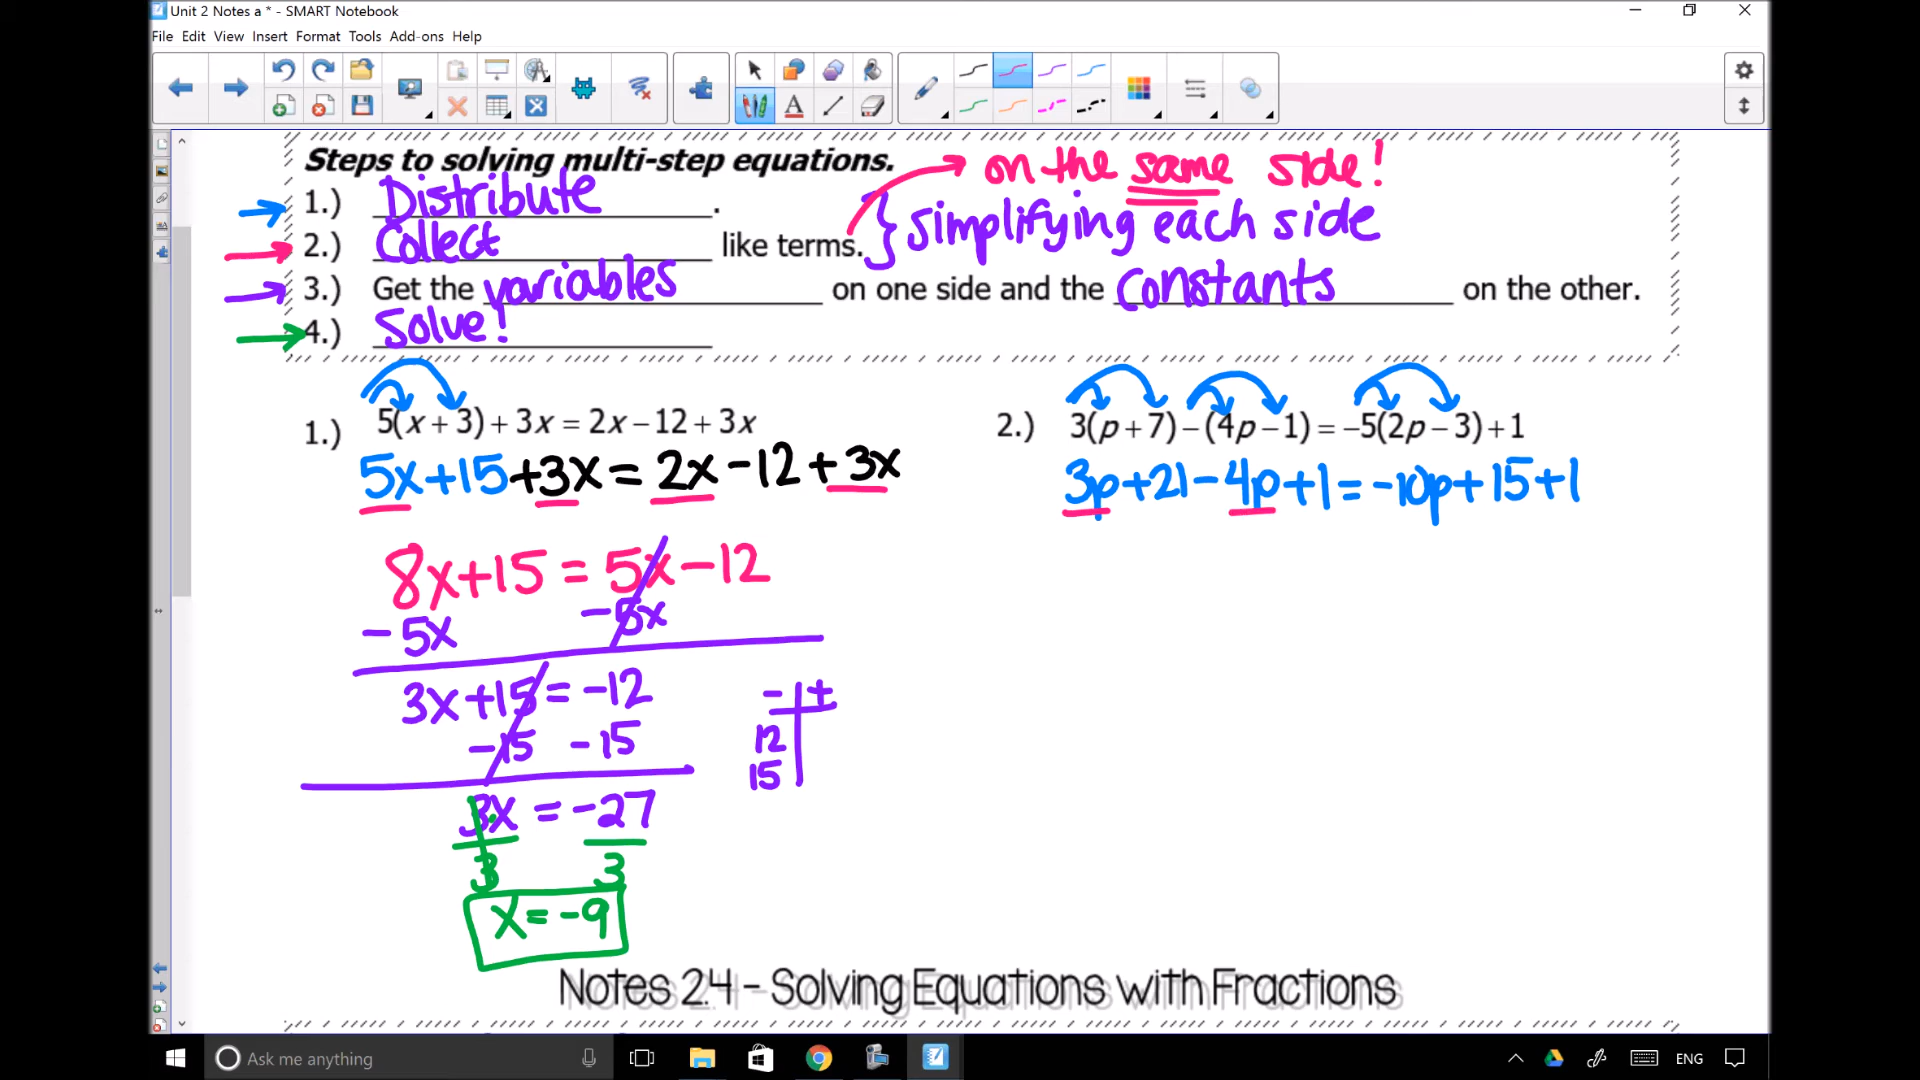 Unit 2 Notes a * - SMART Notebook
File Edit View Insert Format Tools Add-ons Help
Steps to solving multi-step equations.
on the same side!
1.) Distribute.
2.) Collect like terms. } simplifying each side
3.) Get the variables on one side and the constants on the other.
4.) Solve!
1.) 5(x + 3) + 3x = 2x − 12 + 3x
5x+15+3x = 2x -12 + 3x
8x+15 = 5x-12
- 5x -5x
3x+15 = -12
-15 -15
- +
12
15
3x = -27
3 3
x = -9
2.) 3(p + 7) − (4p − 1) = −5(2p − 3) + 1
3p+21-4p+1 = -10p+15+1
Notes 2.4 - Solving Equations with Fractions
Ask me anything
ENG